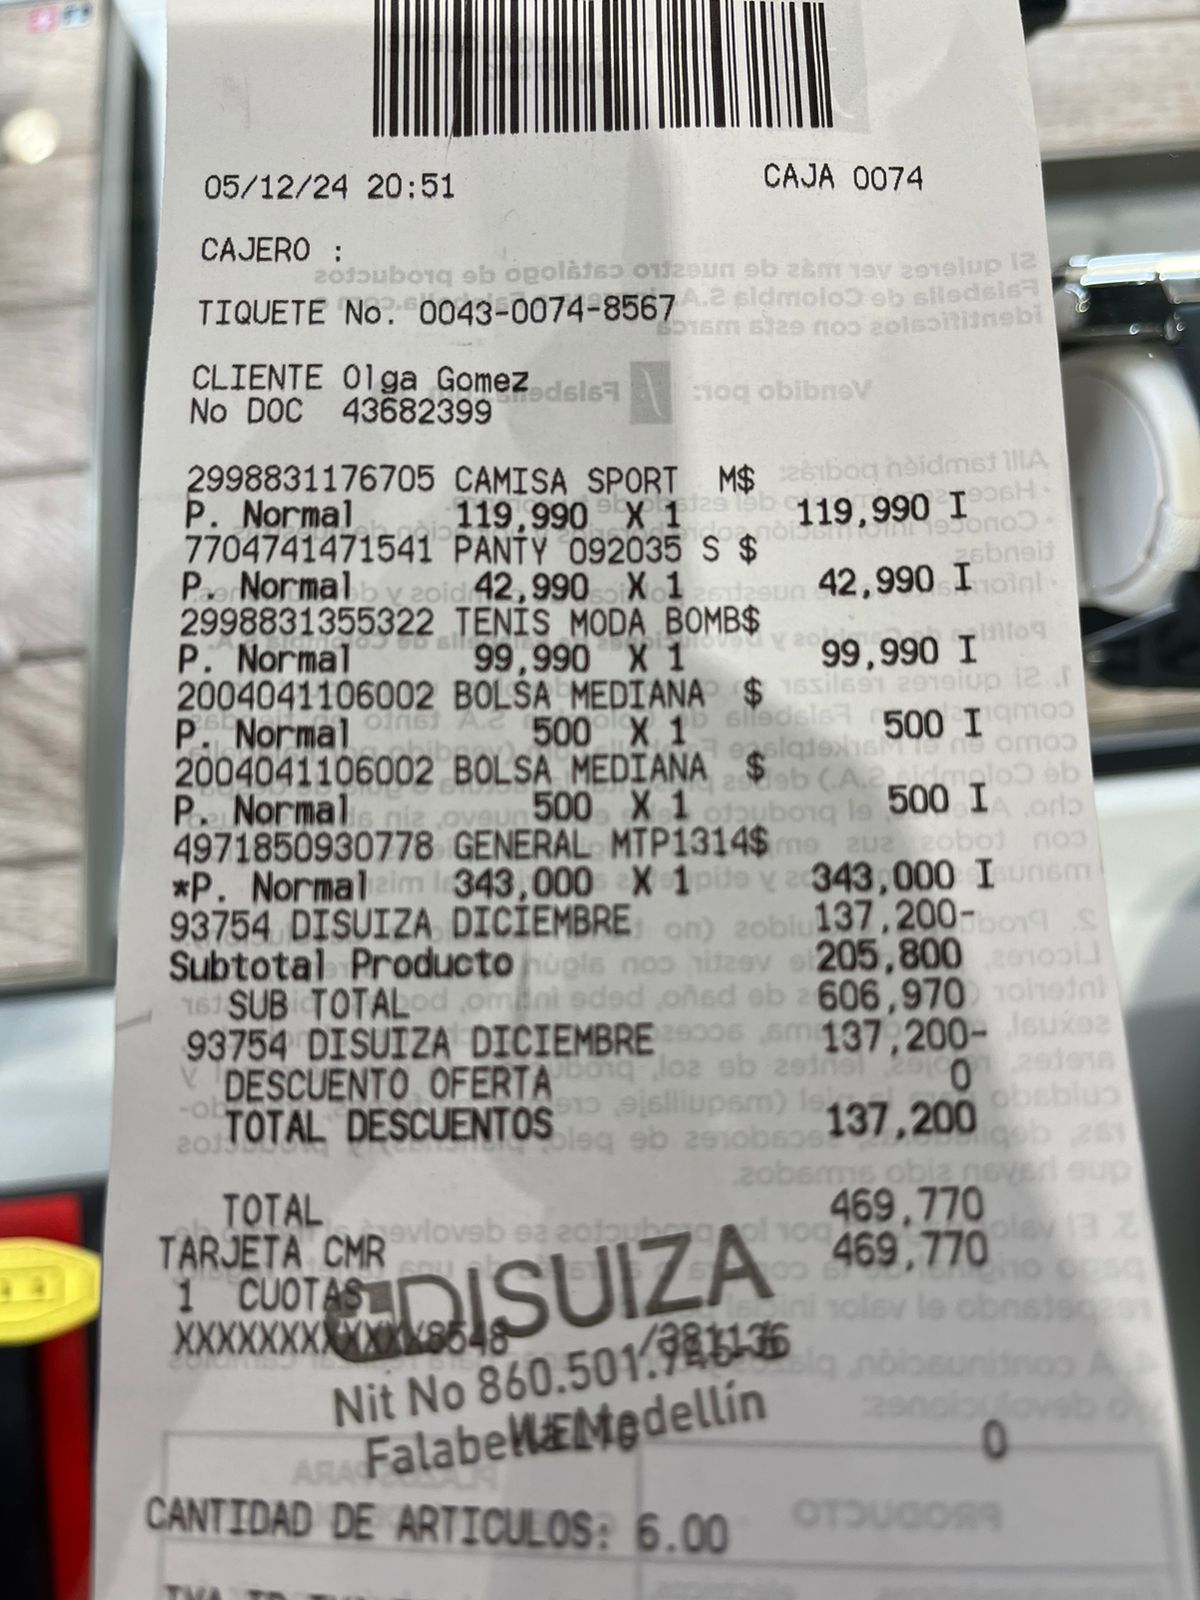 05/12/24 20:51 CAJA 0074
CAJERO :
TIQUETE No. 0043-0074-8567
CLIENTE Olga Gomez
No DOC 43682399
2998831176705 CAMISA SPORT M$
P. Normal 119,990 X 1 119,990 I
7704741471541 PANTY 092035 S $
P. Normal 42,990 X 1 42,990 I
2998831355322 TENIS MODA BOMB$
P. Normal 99,990 X 1 99,990 I
2004041106002 BOLSA MEDIANA $
P. Normal 500 X 1 500 I
2004041106002 BOLSA MEDIANA $
P. Normal 500 X 1 500 I
4971850930778 GENERAL MTP1314$
*P. Normal 343,000 X 1 343,000 I
93754 DISUIZA DICIEMBRE 137,200-
Subtotal Producto 205,800
SUB TOTAL 606,970
93754 DISUIZA DICIEMBRE 137,200-
DESCUENTO OFERTA 0
TOTAL DESCUENTOS 137,200
TOTAL 469,770
TARJETA CMR 469,770
1 CUOTAS
DISUIZA
XXXXXXXXXXXX8548
Nit No
Falabella Medellín
0
CANTIDAD DE ARTICULOS: 6.00